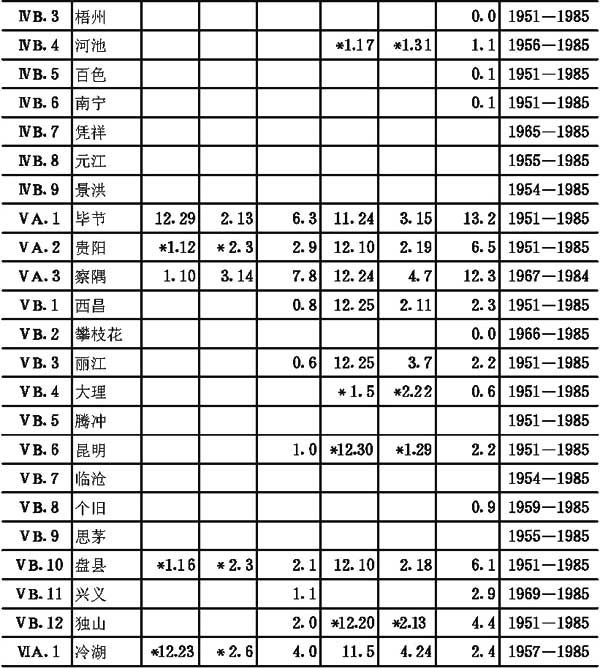 ⅣB.3 梧州 0.0 1951—1985
ⅣB.4 河池 *1.17 *1.31 1.1 1956—1985
ⅣB.5 百色 0.1 1951—1985
ⅣB.6 南宁 0.1 1951—1985
ⅣB.7 凭祥 1965—1985
ⅣB.8 元江 1955—1985
ⅣB.9 景洪 1954—1985
ⅤA.1 毕节 12.29 2.13 6.3 11.24 3.15 13.2 1951—1985
ⅤA.2 贵阳 *1.12 *2.3 2.9 12.10 2.19 6.5 1951—1985
ⅤA.3 察隅 1.10 3.14 7.8 12.24 4.7 12.3 1967—1984
ⅤB.1 西昌 0.8 12.25 2.11 2.3 1951—1985
ⅤB.2 攀枝花 0.0 1966—1985
ⅤB.3 丽江 0.6 12.25 3.7 2.2 1951—1985
ⅤB.4 大理 *1.5 *2.22 0.6 1951—1985
ⅤB.5 腾冲 1951—1985
ⅤB.6 昆明 1.0 *12.30 *1.29 2.2 1951—1985
ⅤB.7 临沧 1954—1985
ⅤB.8 个旧 0.9 1959—1985
ⅤB.9 思茅 1955—1985
ⅤB.10 盘县 *1.16 *2.3 2.1 12.10 2.18 6.1 1951—1985
ⅤB.11 兴义 1.1 2.9 1969—1985
ⅤB.12 独山 2.0 *12.20 *2.13 4.4 1951—1985
ⅥA.1 冷湖 *12.23 *2.6 4.0 11.5 4.24 2.4 1957—1985